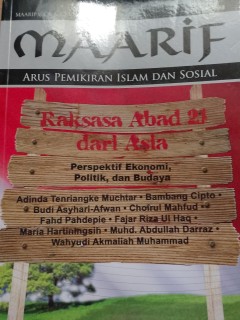 MAARIF
ARUS PEMIKIRAN ISLAM DAN SOSIAL
Raksasa Abad 21
dari Asia
Perspektif Ekonomi,
Politik, dan Budaya
Adinda Tenriangke Muchtar • Bambang Cipto •
Budi Asyhari-Afwan • Choirul Mahfud •
Fahd Pahdepie • Fajar Riza Ul Haq •
Maria Hartiningsih • Muhd. Abdullah Darraz •
Wahyudi Akmaliah Muhammad